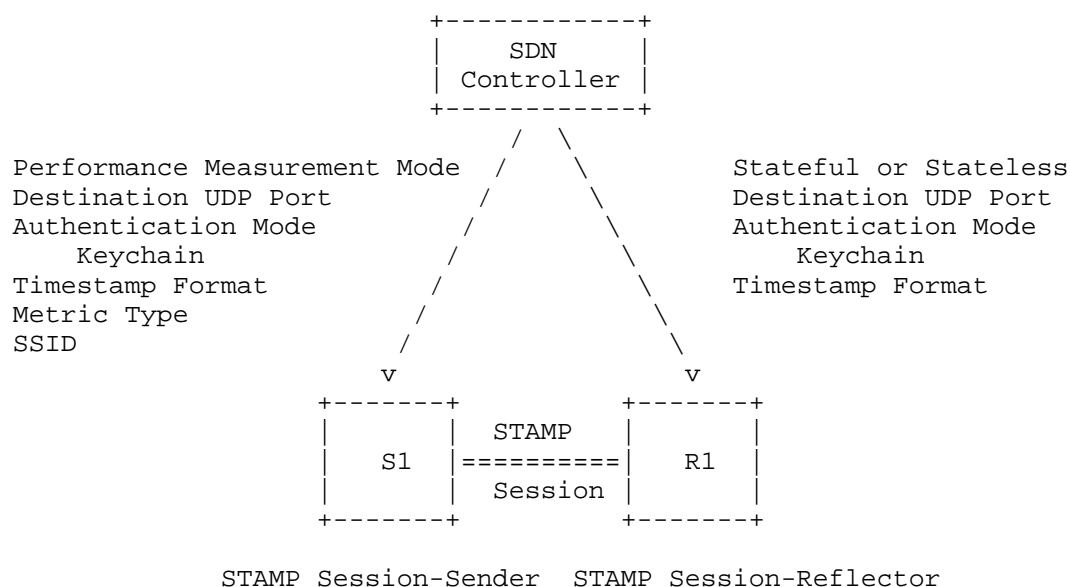 SDN
Controller
Performance Measurement Mode
Destination UDP Port
Authentication Mode
Keychain
Timestamp Format
Metric Type
SSID
Stateful or Stateless
Destination UDP Port
Authentication Mode
Keychain
Timestamp Format
v v
STAMP
S1 R1
Session
STAMP Session-Sender STAMP Session-Reflector